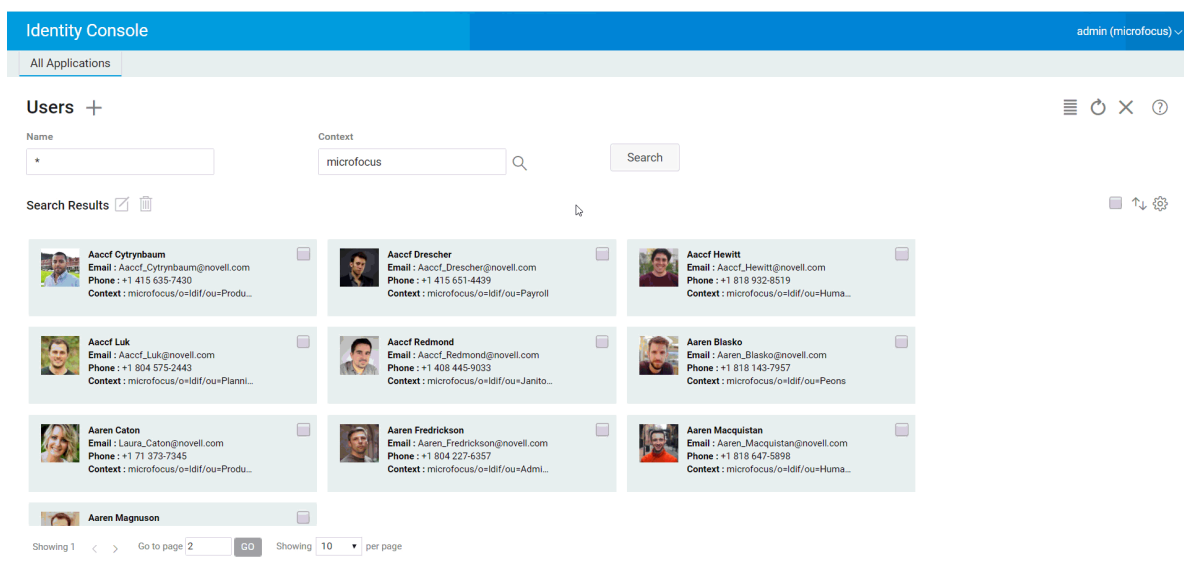 Identity Console
admin (microfocus)
All Applications
Users
Name
Context
*
microfocus
Search
Search Results
Aaccf Cytrynbaum
Email : Aaccf_Cytrynbaum@novell.com
Phone : +1 415 635-7430
Context : microfocus/o=ldif/ou=Produ...
Aaccf Drescher
Email : Aaccf_Drescher@novell.com
Phone : +1 415 651-4439
Context : microfocus/o=ldif/ou=Payroll
Aaccf Hewitt
Email : Aaccf_Hewitt@novell.com
Phone : +1 818 932-8519
Context : microfocus/o=ldif/ou=Huma...
Aaccf Luk
Email : Aaccf_Luk@novell.com
Phone : +1 804 575-2443
Context : microfocus/o=ldif/ou=Planni...
Aaccf Redmond
Email : Aaccf_Redmond@novell.com
Phone : +1 408 445-9033
Context : microfocus/o=ldif/ou=Janito...
Aaren Blasko
Email : Aaren_Blasko@novell.com
Phone : +1 818 143-7957
Context : microfocus/o=ldif/ou=Peons
Aaren Caton
Email : Laura_Caton@novell.com
Phone : +1 71 373-7345
Context : microfocus/o=ldif/ou=Produ...
Aaren Fredrickson
Email : Aaren_Fredrickson@novell.com
Phone : +1 804 227-6357
Context : microfocus/o=ldif/ou=Admi...
Aaren Macquistan
Email : Aaren_Macquistan@novell.com
Phone : +1 818 647-5898
Context : microfocus/o=ldif/ou=Huma...
Aaren Magnuson
Showing 1 < > Go to page 2 GO Showing 10 per page